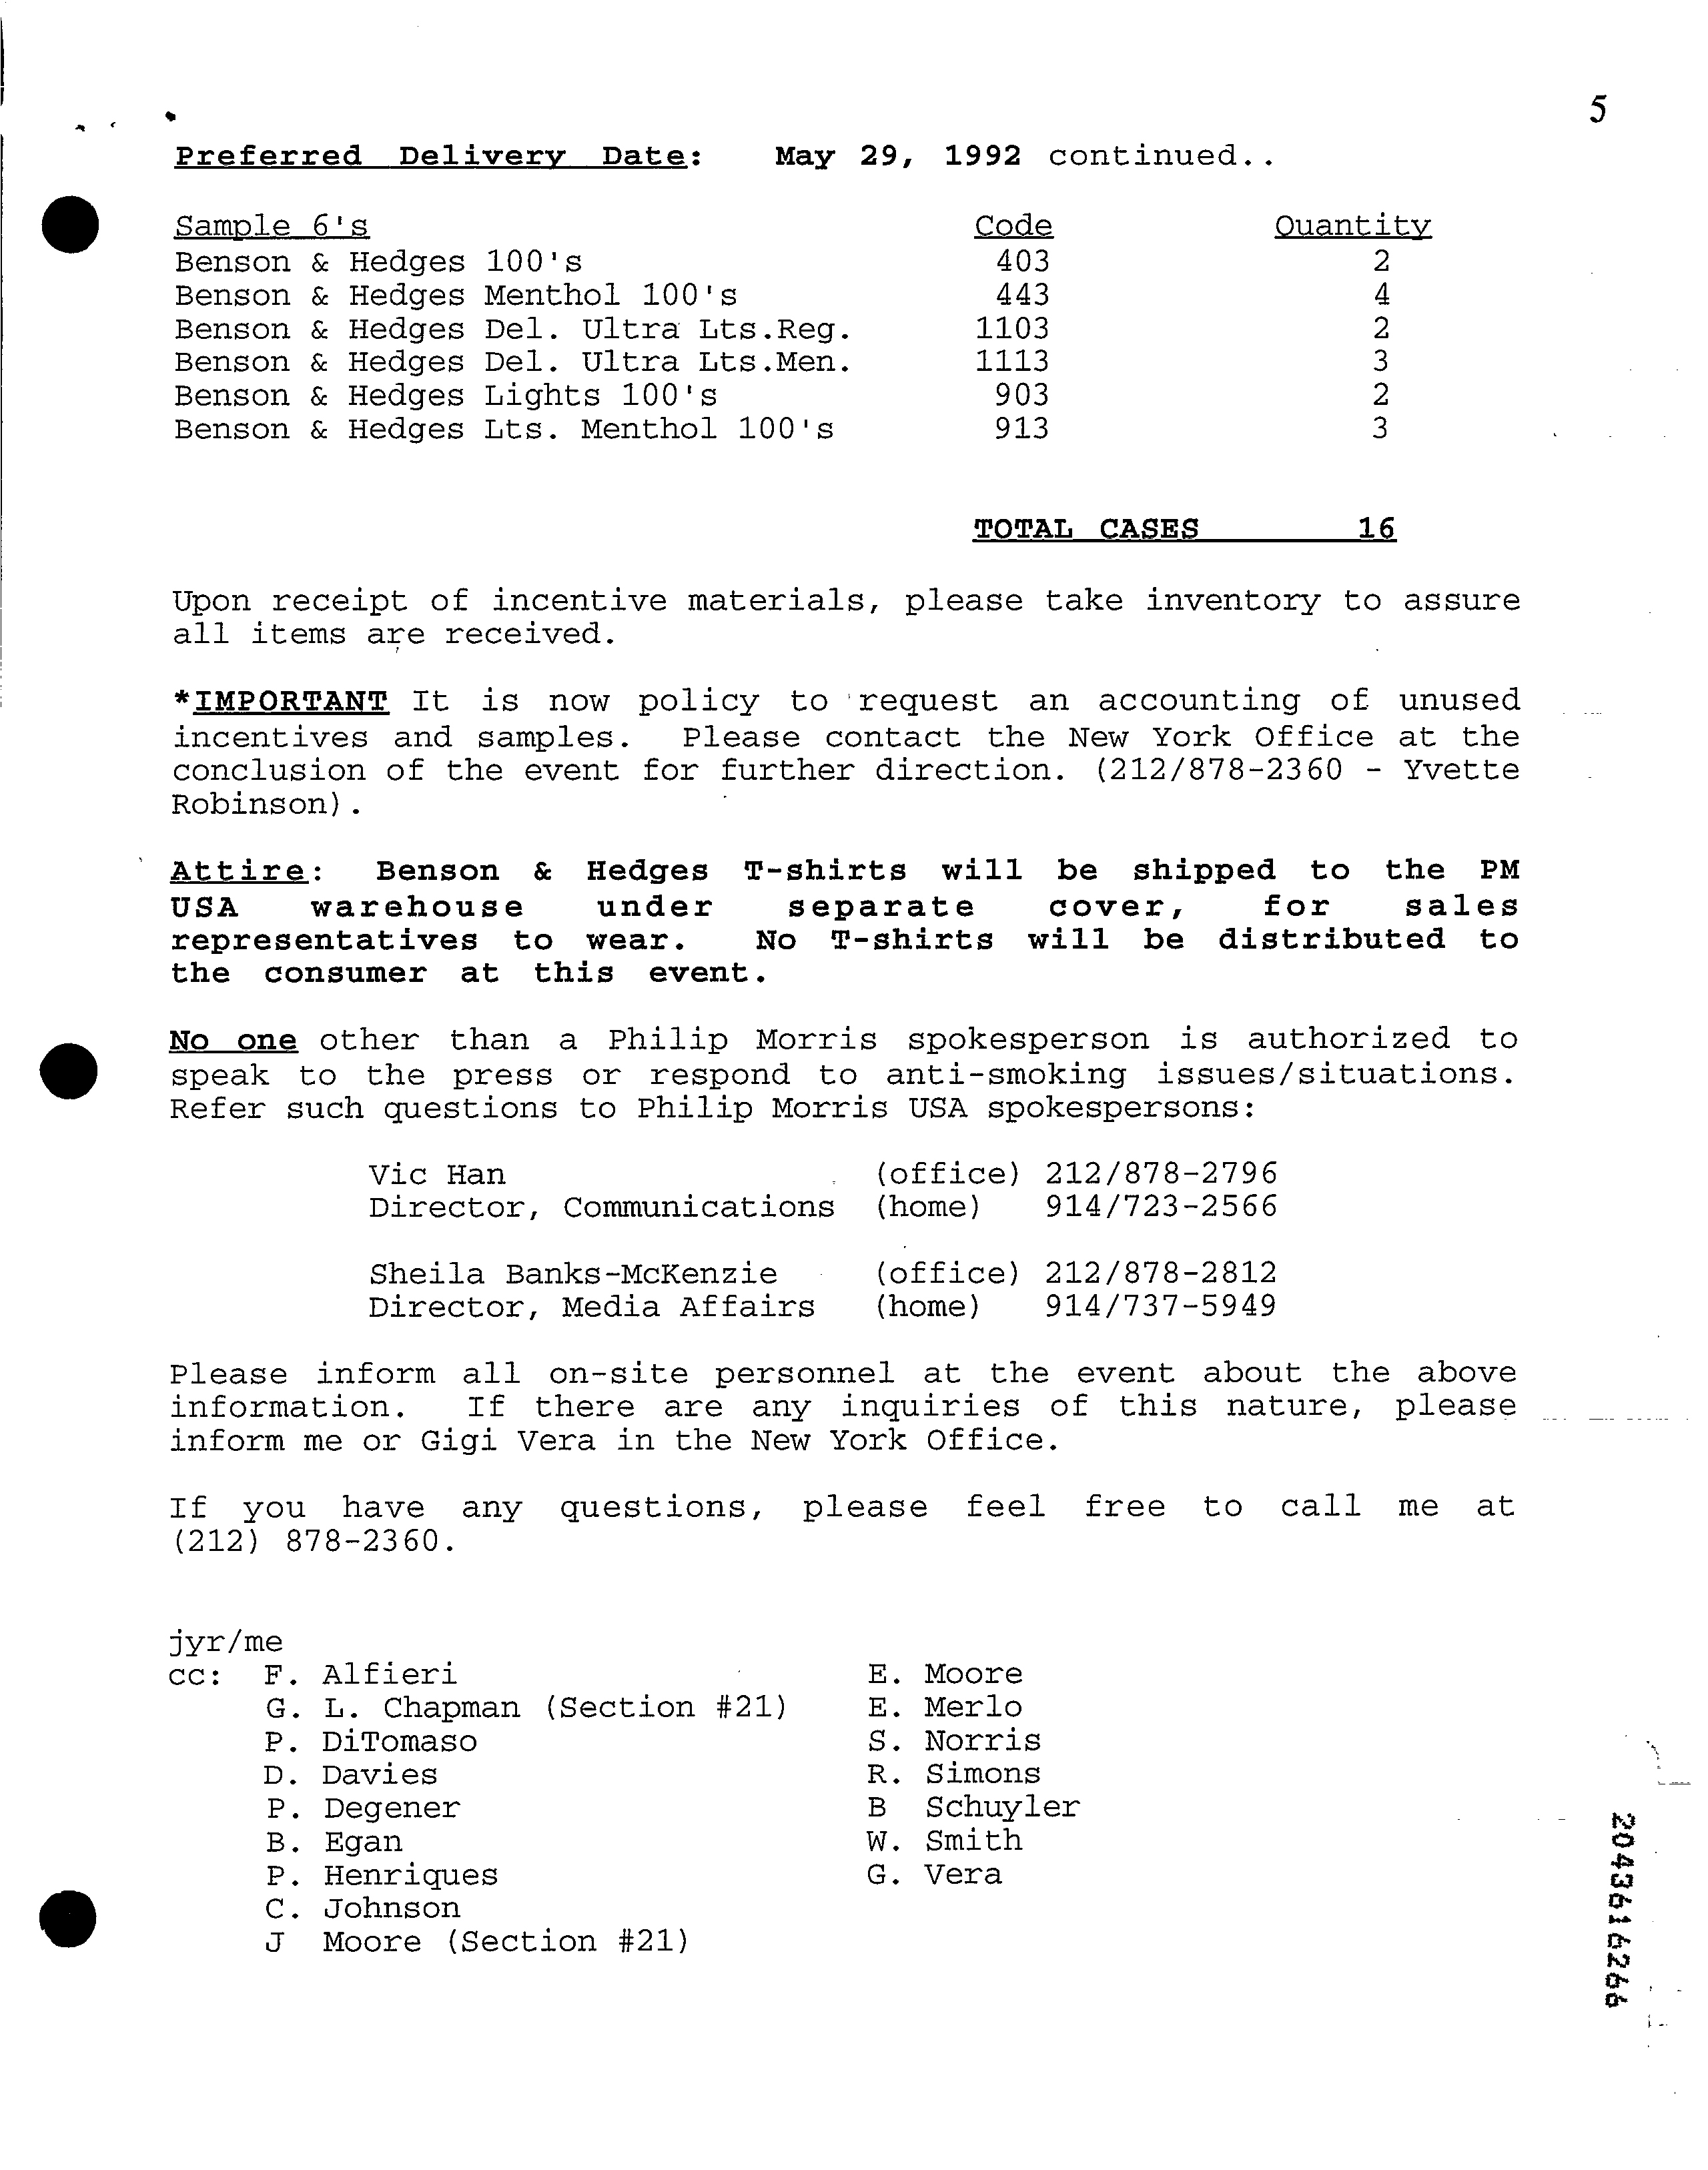 5
Preferred Delivery Date: May 29, 1992 continued..
Sample 6's Code Quantity
Benson & Hedges 100's 403 2
Benson & Hedges Menthol 100's 443 4
Benson & Hedges Del. Ultra Lts.Reg. 1103 2
Benson & Hedges Del. Ultra Lts.Men. 1113 3
Benson & Hedges Lights 100's 903 2
Benson & Hedges Lts. Menthol 100's 913 3
TOTAL CASES 16
Upon receipt of incentive materials, please take inventory to assure
all items are received.
*IMPORTANT It is now policy to request an accounting of unused
incentives and samples. Please contact the New York Office at the
conclusion of the event for further direction. (212/878-2360 - Yvette
Robinson).
Attire: Benson & Hedges T-shirts will be shipped to the PM
USA warehouse under separate cover, for sales
representatives to wear. No T-shirts will be distributed to
the consumer at this event.
No one other than a Philip Morris spokesperson is authorized to
speak to the press or respond to anti-smoking issues/situations.
Refer such questions to Philip Morris USA spokespersons:
Vic Han (office) 212/878-2796
Director, Communications (home) 914/723-2566
Sheila Banks-McKenzie (office) 212/878-2812
Director, Media Affairs (home) 914/737-5949
Please inform all on-site personnel at the event about the above
information. If there are any inquiries of this nature, please
inform me or Gigi Vera in the New York Office.
If you have any questions, please feel free to call me at
(212) 878-2360.
jyr/me
cc: F. Alfieri E. Moore
G. L. Chapman (Section #21) E. Merlo
P. DiTomaso S. Norris
D. Davies R. Simons
P. Degener B Schuyler
B. Egan W. Smith
P. Henriques G. Vera
C. Johnson
J Moore (Section #21)
2043616266